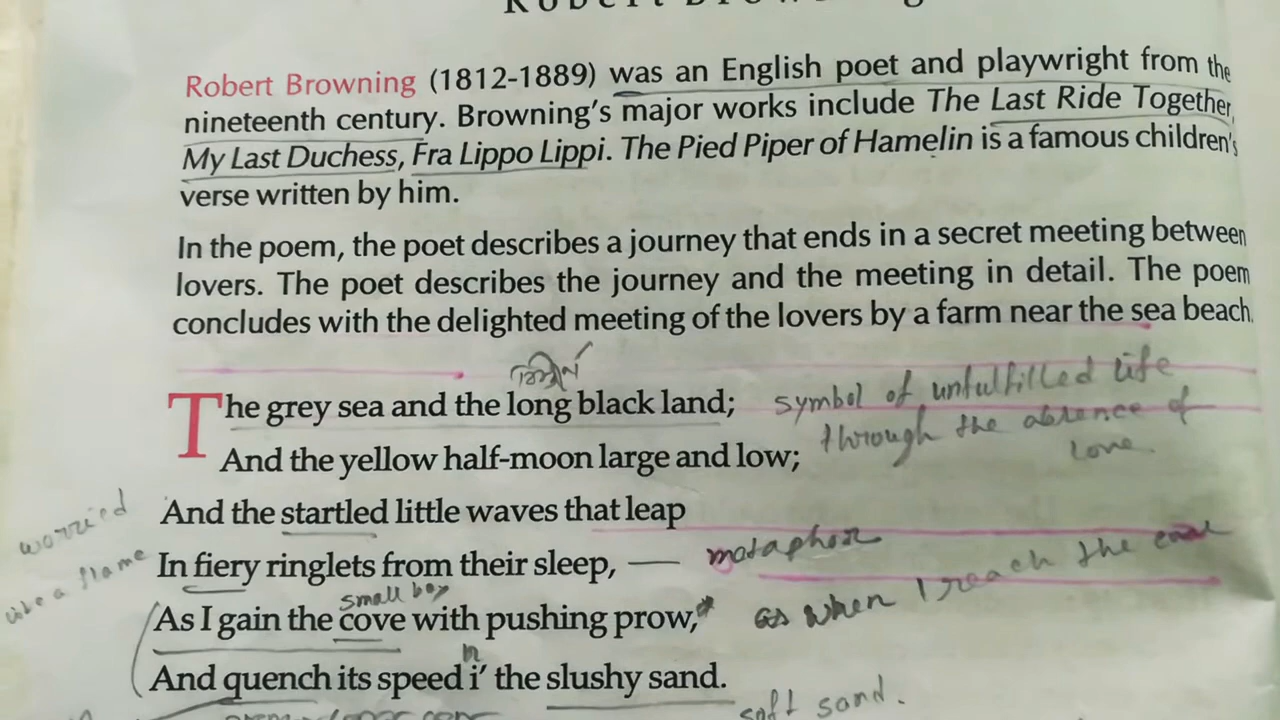 Robert Browning
Robert Browning (1812-1889) was an English poet and playwright from the
nineteenth century. Browning's major works include The Last Ride Together,
My Last Duchess, Fra Lippo Lippi. The Pied Piper of Hamelin is a famous children's
verse written by him.
In the poem, the poet describes a journey that ends in a secret meeting between
lovers. The poet describes the journey and the meeting in detail. The poem
concludes with the delighted meeting of the lovers by a farm near the sea beach.
The grey sea and the long black land;
symbol of unfulfilled life
through the absence of
love.
And the yellow half-moon large and low;
worried
And the startled little waves that leap
like a flame
In fiery ringlets from their sleep, — metaphor
small bay
As I gain the cove with pushing prow,* as when I reach the
in
And quench its speed i' the slushy sand.
soft sand.